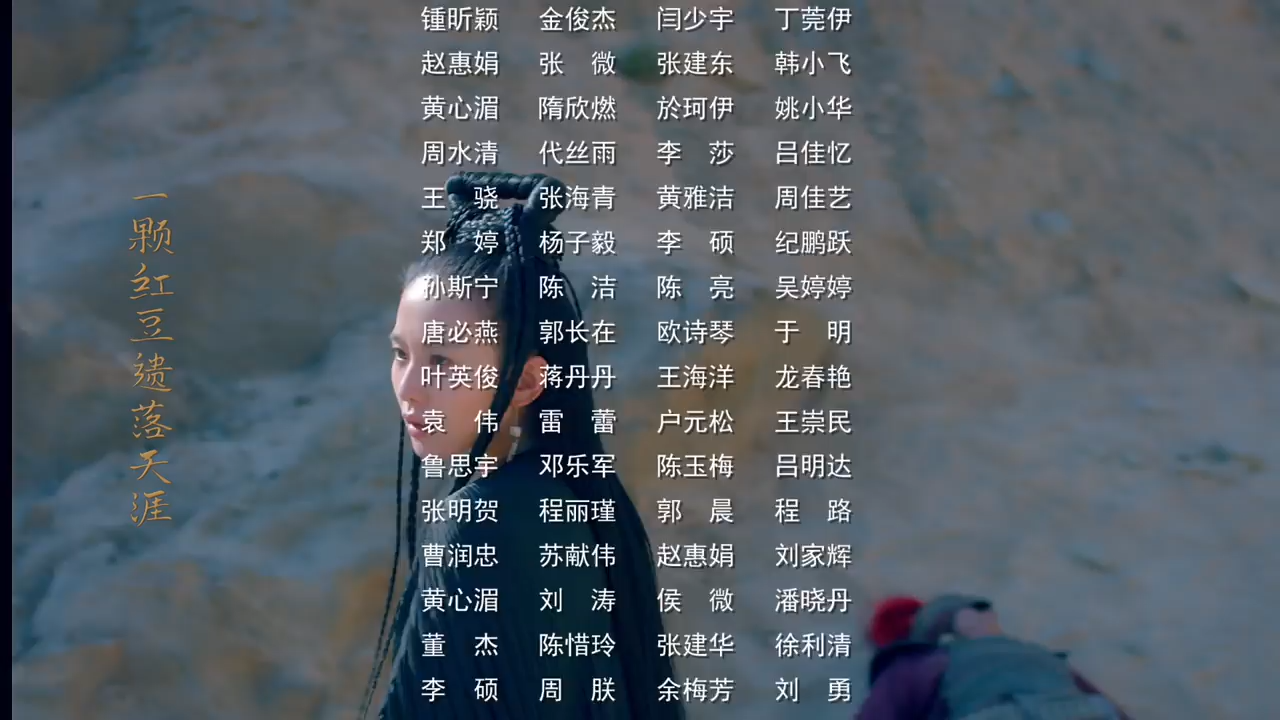 锺昕颖 金俊杰 闫少宇 丁莞伊
赵惠娟 张 微 张建东 韩小飞
黄心湄 隋欣燃 於珂伊 姚小华
周水清 代丝雨 李 莎 吕佳忆
王 骁 张海青 黄雅洁 周佳艺
郑 婷 杨子毅 李 硕 纪鹏跃
孙斯宁 陈 洁 陈 亮 吴婷婷
唐必燕 郭长在 欧诗琴 于 明
叶英俊 蒋丹丹 王海洋 龙春艳
袁 伟 雷 蕾 户元松 王崇民
鲁思宇 邓乐军 陈玉梅 吕明达
张明贺 程丽瑾 郭 晨 程 路
曹润忠 苏献伟 赵惠娟 刘家辉
黄心湄 刘 涛 侯 微 潘晓丹
董 杰 陈惜玲 张建华 徐利清
李 硕 周 朕 余梅芳 刘 勇
一颗红豆遗落天涯